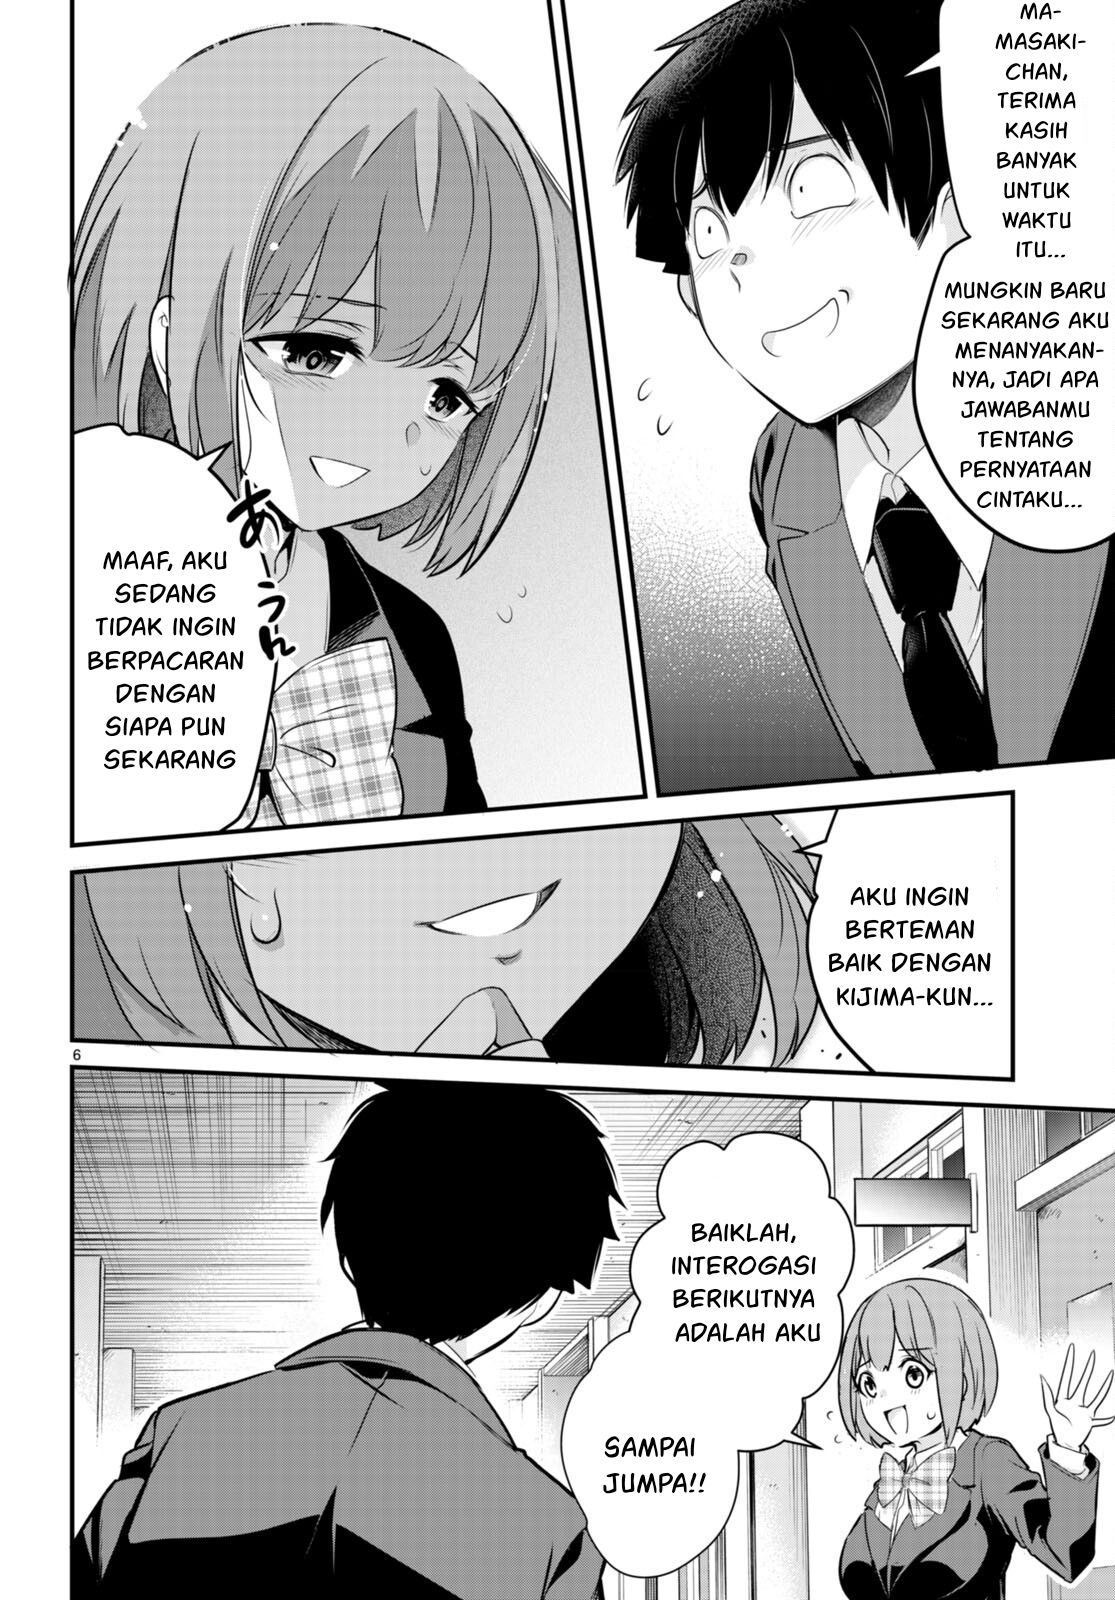 MA-
MASAKI-
CHAN,
TERIMA
KASIH
BANYAK
UNTUK
WAKTU
ITU...
MUNGKIN BARU
SEKARANG AKU
MENANYAKAN-
NYA, JADI APA
JAWABANMU
TENTANG
PERNYATAAN
CINTAKU...
あーうん
MAAF, AKU
SEDANG
TIDAK INGIN
BERPACARAN
DENGAN
SIAPA PUN
SEKARANG
AKU INGIN
BERTEMAN
BAIK DENGAN
KIJIMA-KUN...
6
BAIKLAH,
INTEROGASI
BERIKUTNYA
ADALAH AKU
SAMPAI
JUMPA!!